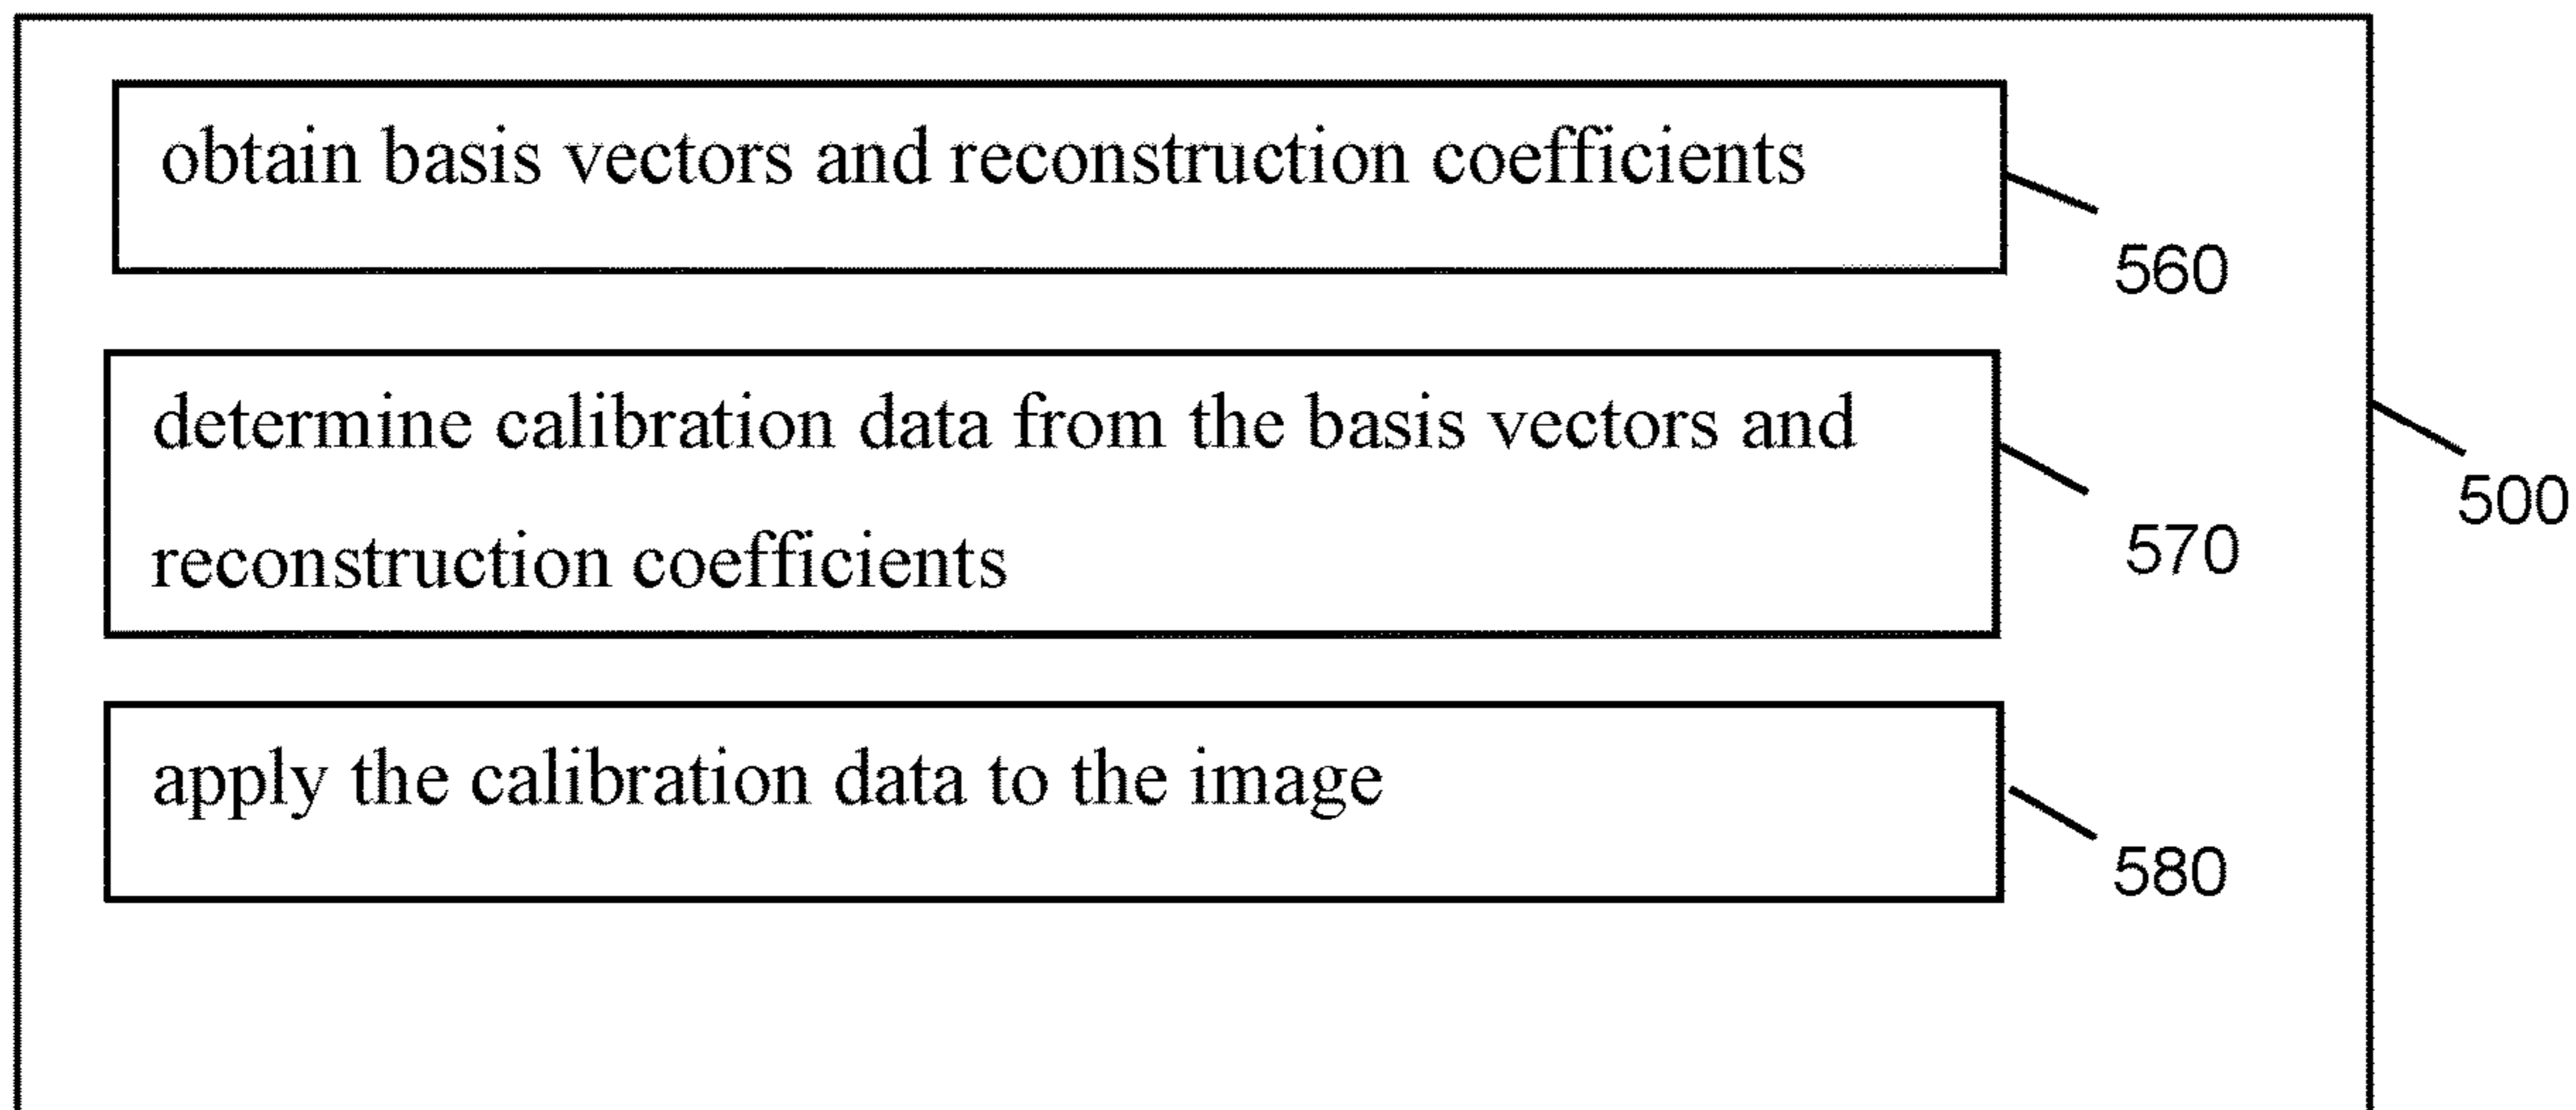 obtain basis vectors and reconstruction coefficients
560
determine calibration data from the basis vectors and
reconstruction coefficients
500
570
apply the calibration data to the image
580